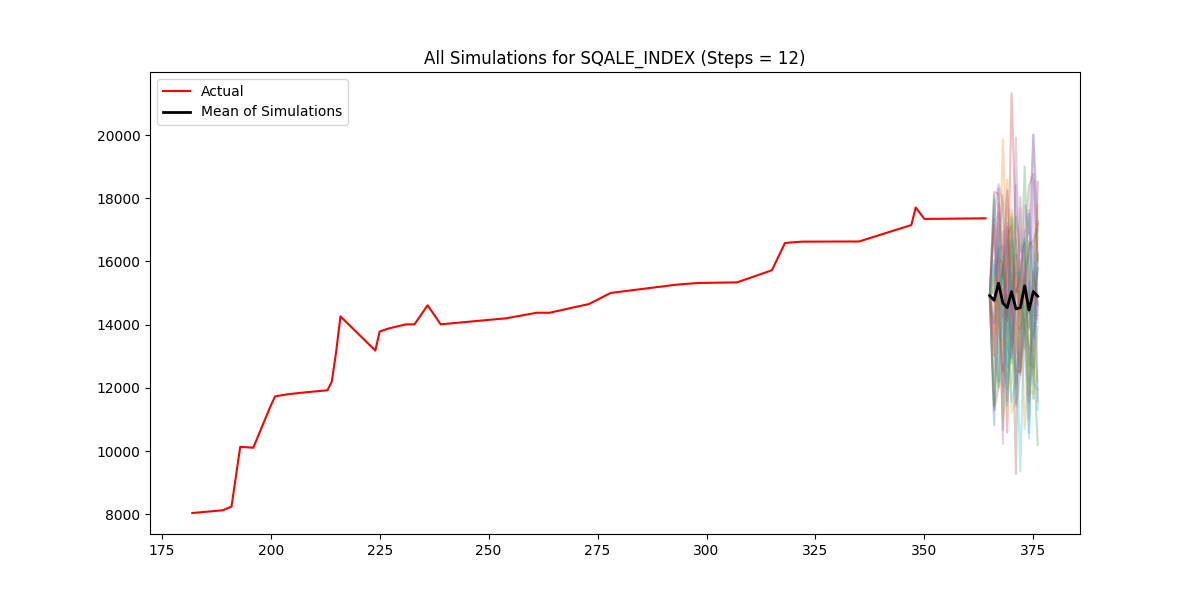 All Simulations for SQALE_INDEX (Steps = 12)
Actual
Mean of Simulations
20000
18000
16000
14000
12000
10000
8000
175 200 225 250 275 300 325 350 375